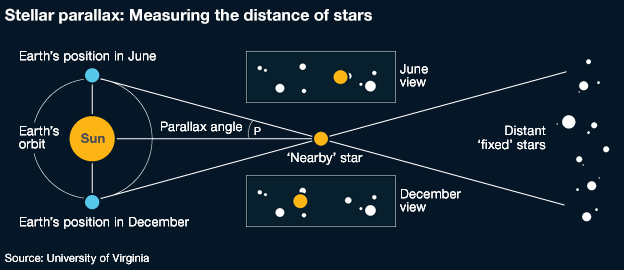 Stellar parallax: Measuring the distance of stars
Earth's position in June
June
view
Earth's
orbit
Sun
Parallax angle
P
'Nearby' star
Distant
'fixed' stars
December
view
Earth's position in December
Source: University of Virginia